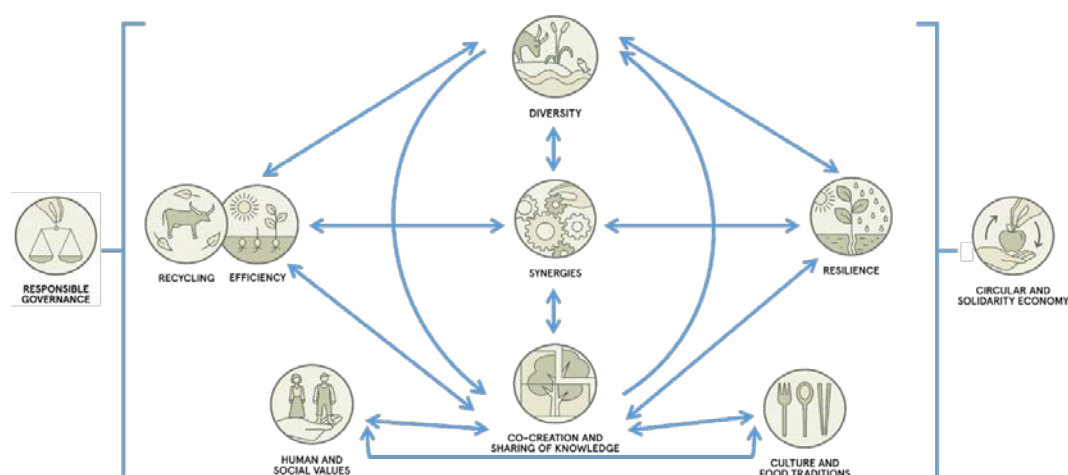 DIVERSITY
RECYCLING
EFFICIENCY
SYNERGIES
RESILIENCE
RESPONSIBLE
GOVERNANCE
CIRCULAR AND
SOLIDARITY ECONOMY
CO-CREATION AND
SHARING OF KNOWLEDGE
HUMAN AND
SOCIAL VALUES
CULTURE AND
FOOD TRADITIONS